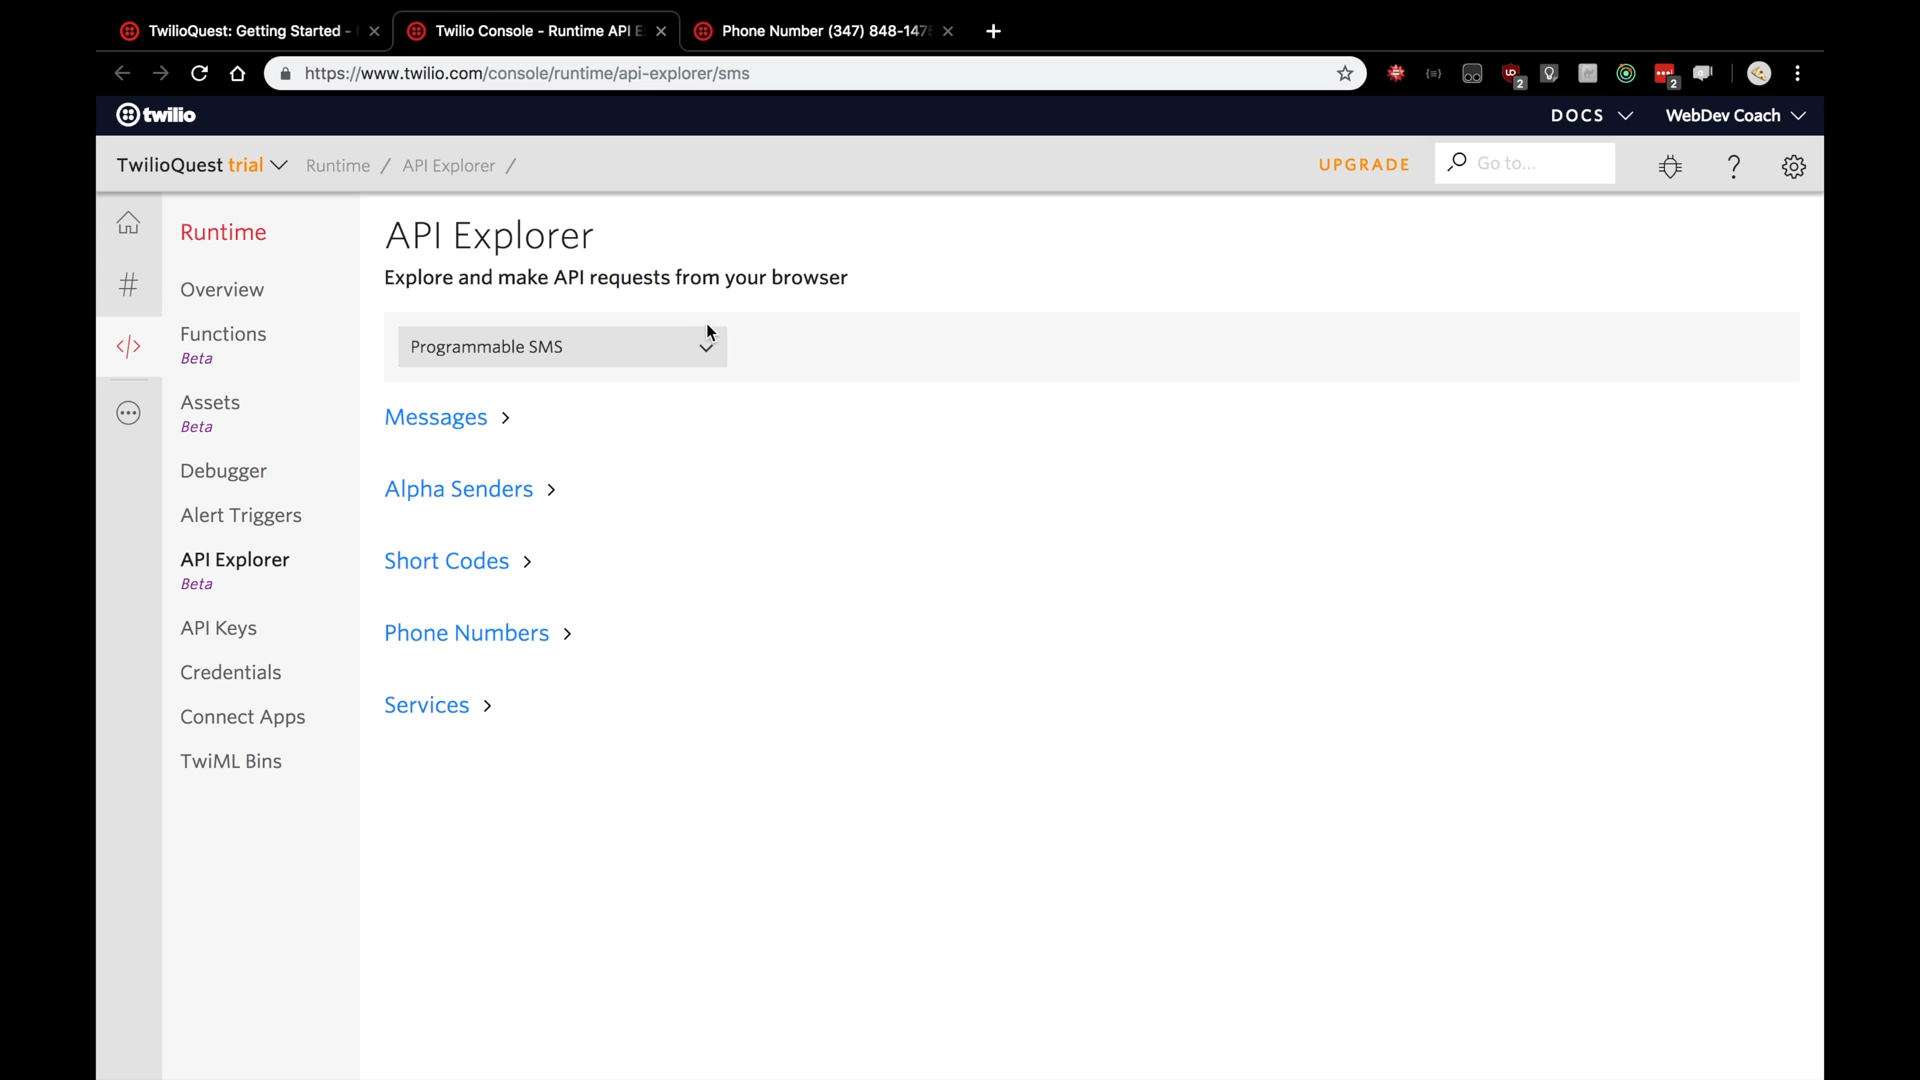 TwilioQuest: Getting Started -
Twilio Console - Runtime API E
Phone Number (347) 848-147
https://www.twilio.com/console/runtime/api-explorer/sms
2
2
twilio
DOCS
WebDev Coach
TwilioQuest trial
Runtime / API Explorer /
UPGRADE
Go to...
Runtime
Overview
Functions
Beta
Assets
Beta
Debugger
Alert Triggers
API Explorer
Beta
API Keys
Credentials
Connect Apps
TwiML Bins
API Explorer
Explore and make API requests from your browser
Programmable SMS
Messages
Alpha Senders
Short Codes
Phone Numbers
Services